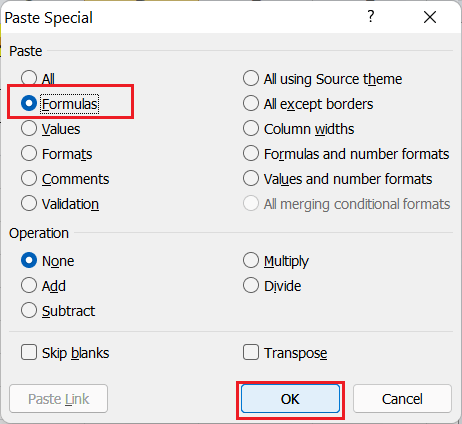 Paste Special ? ×
Paste
All
All using Source theme
Formulas
All except borders
Values
Column widths
Formats
Formulas and number formats
Comments
Values and number formats
Validation
All merging conditional formats
Operation
None
Multiply
Add
Divide
Subtract
Skip blanks
Transpose
Paste Link
OK
Cancel